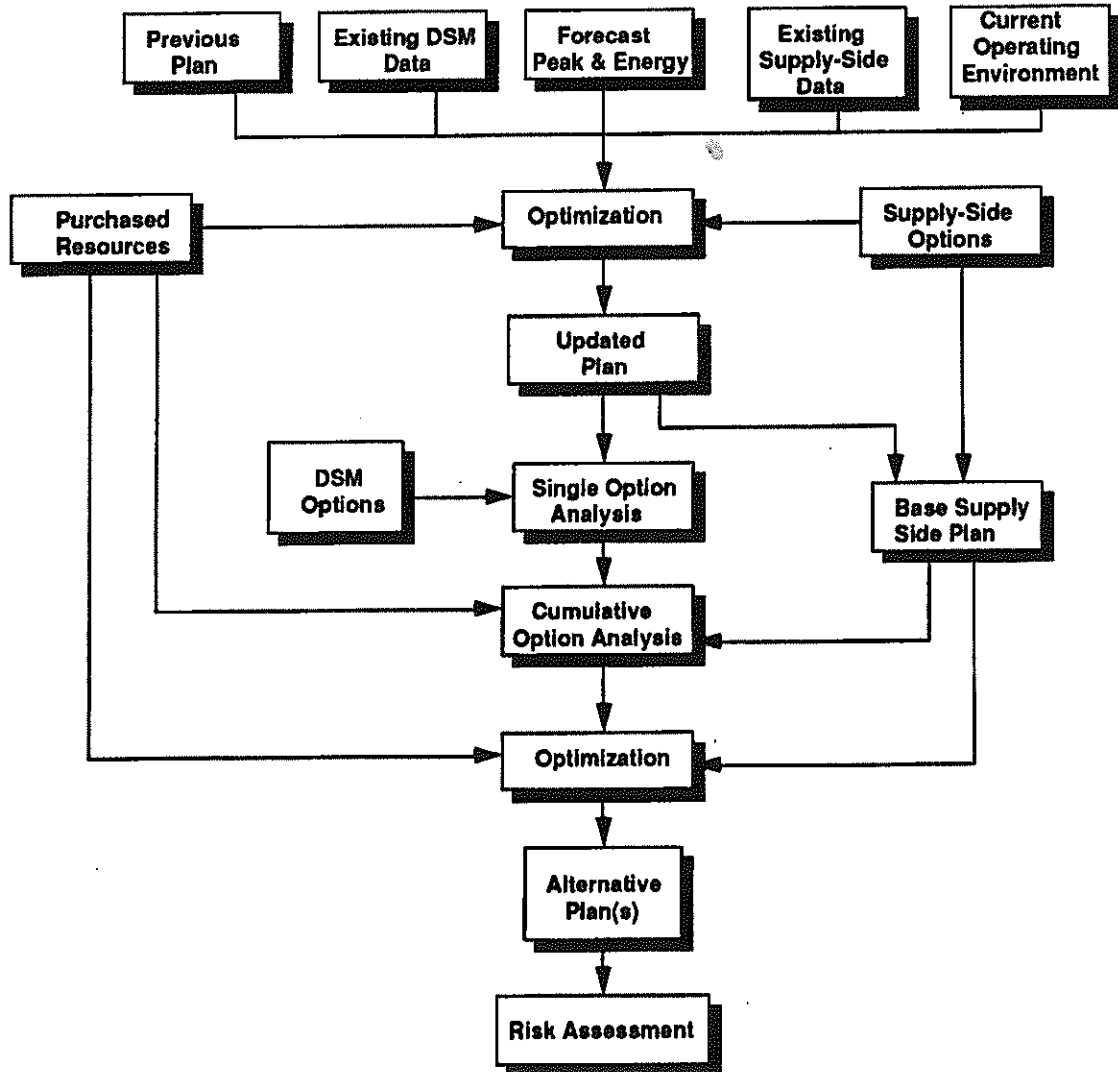 Previous
Plan
Existing DSM
Data
Forecast
Peak & Energy
Existing
Supply-Side
Data
Current
Operating
Environment
Purchased
Resources
Optimization
Supply-Side
Options
Updated
Plan
DSM
Options
Single Option
Analysis
Base Supply
Side Plan
Cumulative
Option Analysis
Optimization
Alternative
Plan(s)
Risk Assessment